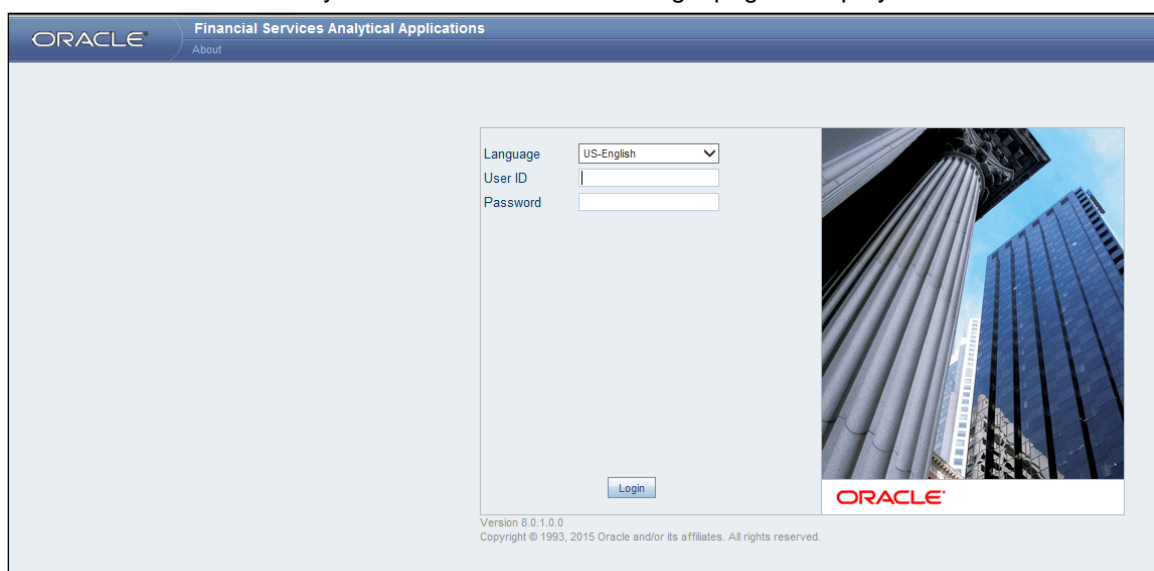 ORACLE
Financial Services Analytical Applications
About
Language US-English
User ID
Password
Login
ORACLE
Version 8.0.1.0.0
Copyright © 1993, 2015 Oracle and/or its affiliates. All rights reserved.